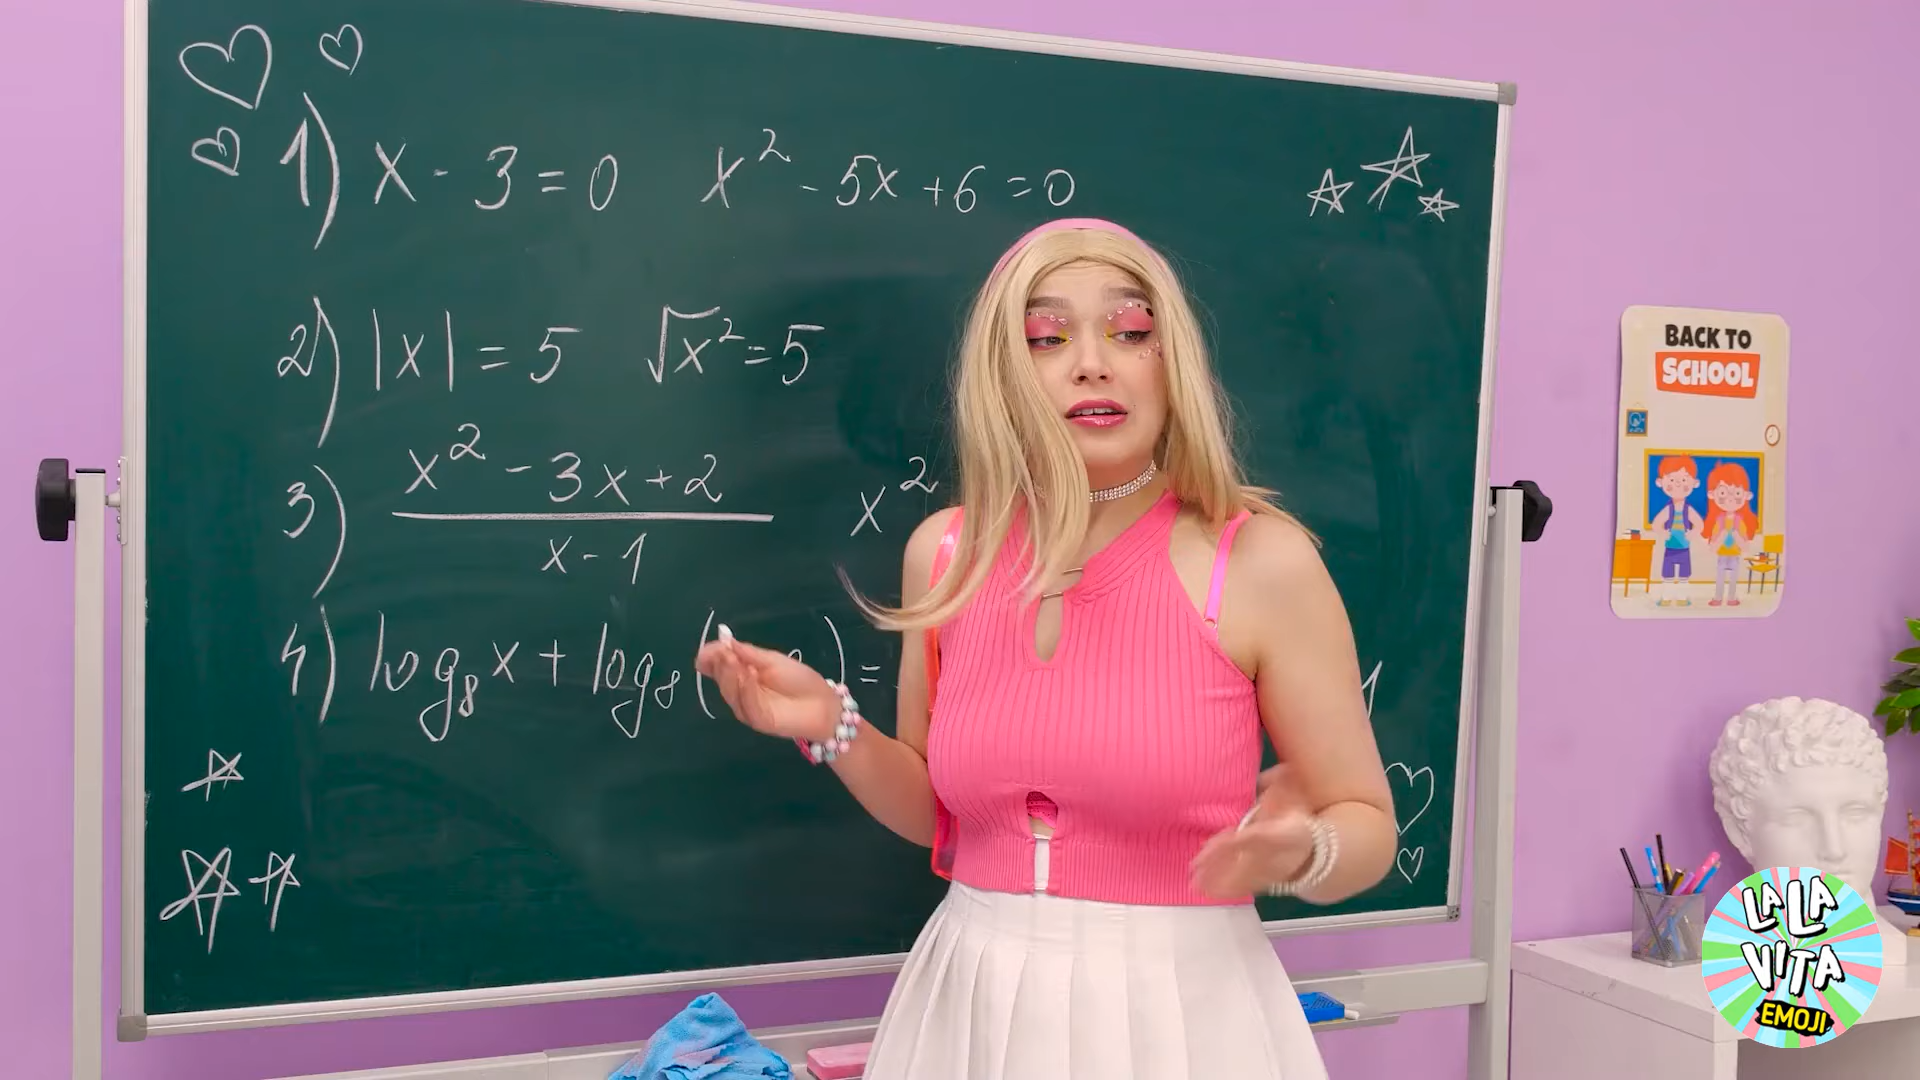 1) x - 3 = 0 x² - 5x + 6 = 0
2) |x| = 5 √x² = 5
3) x² - 3x + 2 x²
x - 1
4) log₈ x + log₈ ( ) =
BACK TO
SCHOOL
LA LA
VITA
EMOJI